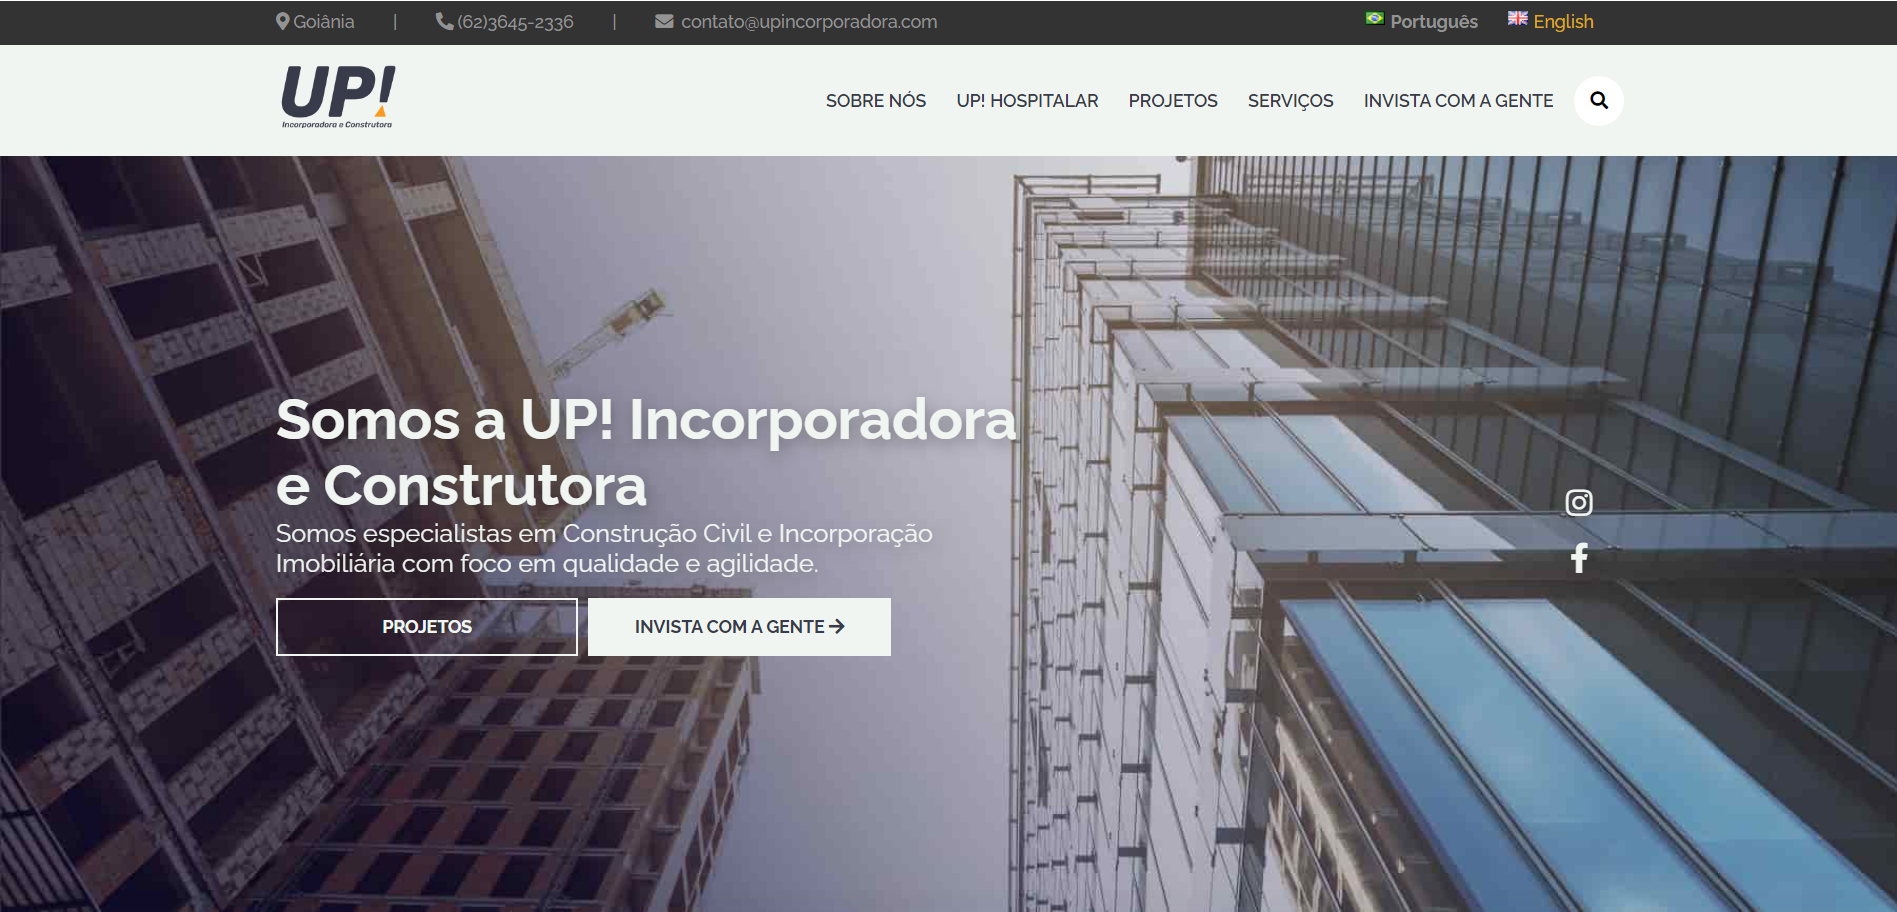 Goiânia | (62)3645-2336 | contato@upincorporadora.com Português English
UP!
Incorporadora e Construtora
SOBRE NÓS UP! HOSPITALAR PROJETOS SERVIÇOS INVISTA COM A GENTE
Somos a UP! Incorporadora
e Construtora
Somos especialistas em Construção Civil e Incorporação
Imobiliária com foco em qualidade e agilidade.
PROJETOS INVISTA COM A GENTE